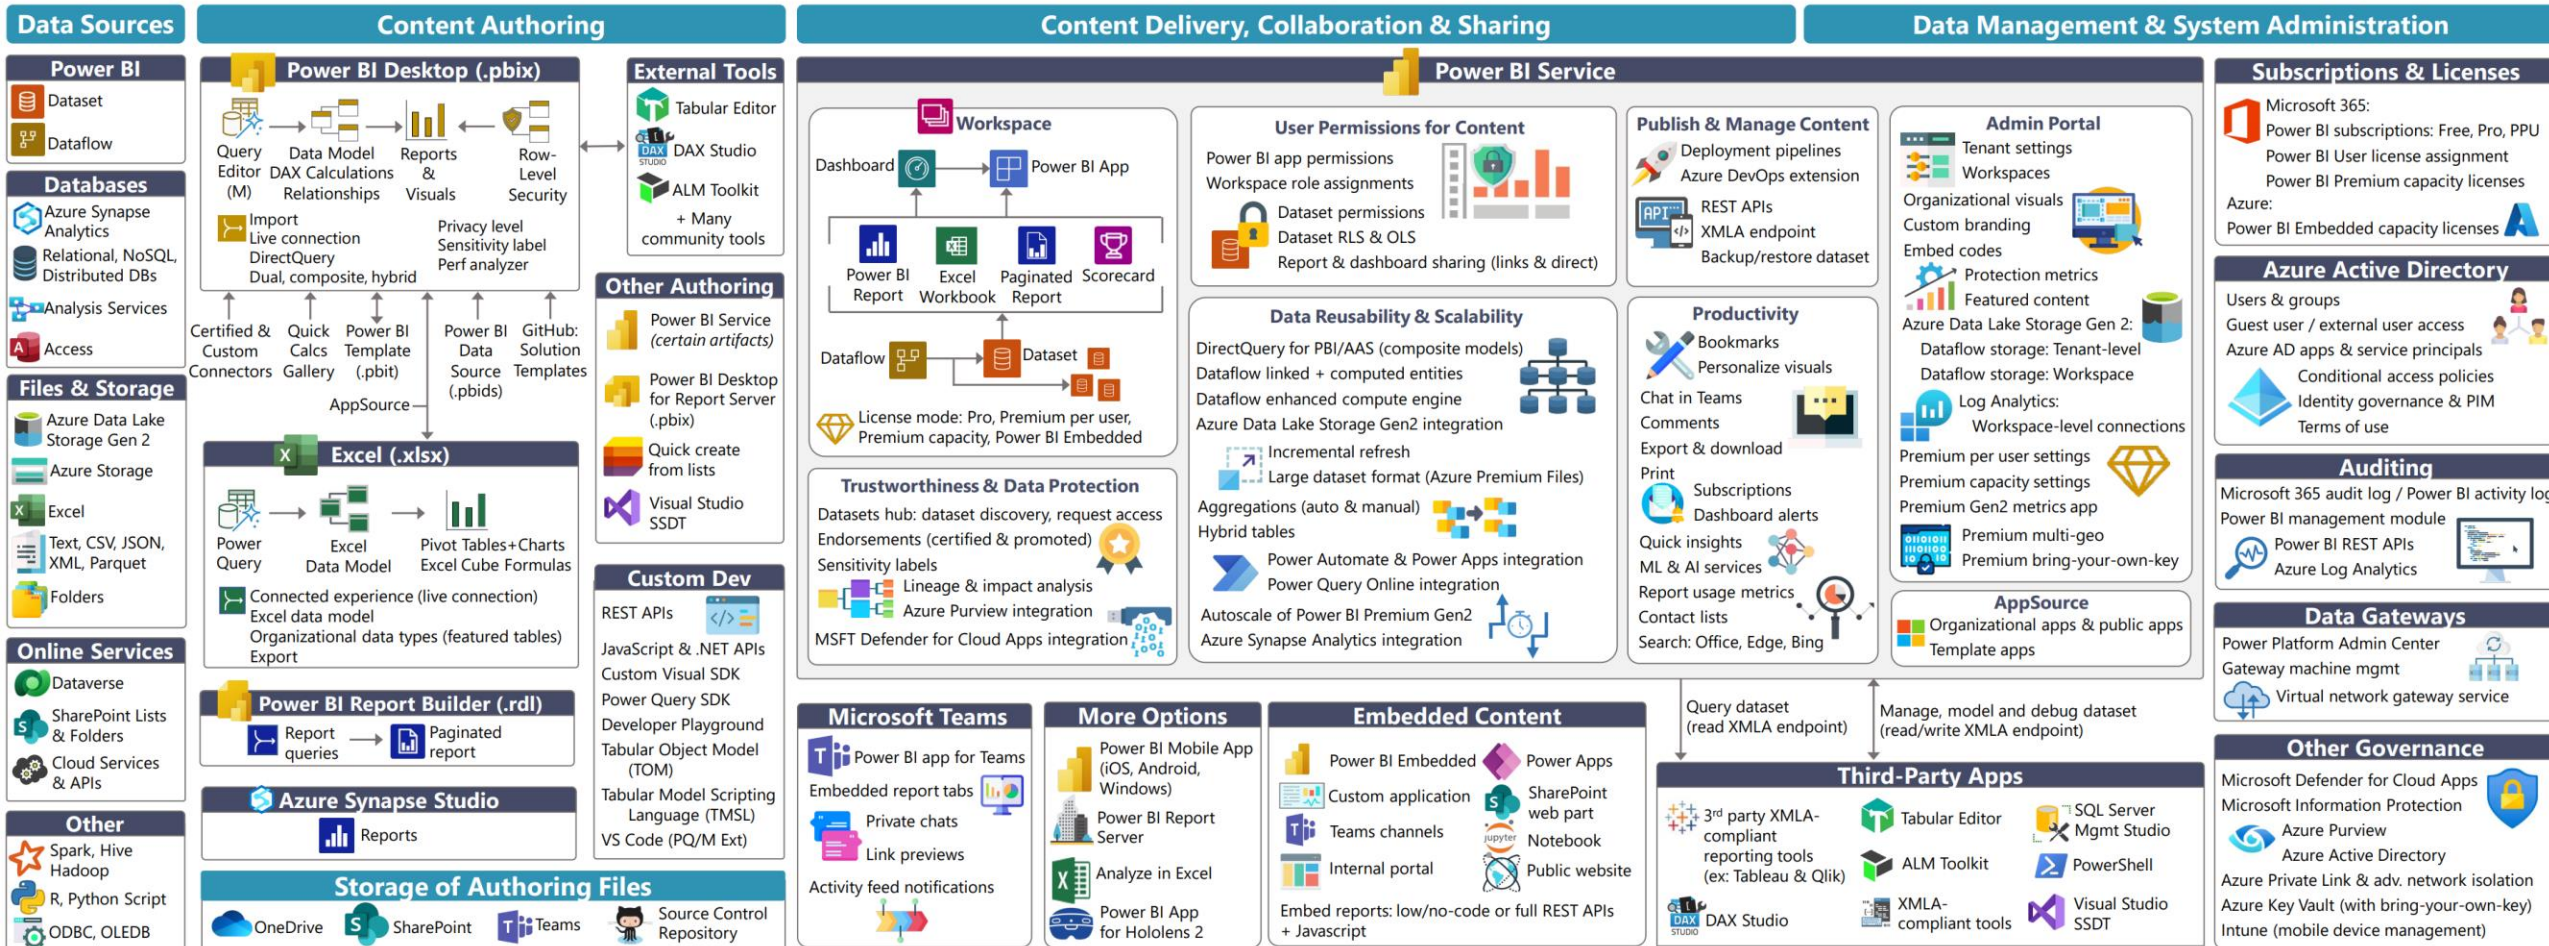 Data Sources
Content Authoring
Content Delivery, Collaboration & Sharing
Data Management & System Administration
Power BI
Dataset
Dataflow
Databases
Azure Synapse
Analytics
Relational, NoSQL,
Distributed DBs
Analysis Services
Access
Files & Storage
Azure Data Lake
Storage Gen 2
Azure Storage
Excel
Text, CSV, JSON,
XML, Parquet
Folders
Online Services
Dataverse
SharePoint Lists
& Folders
Cloud Services
& APIs
Other
Spark, Hive
Hadoop
R, Python Script
ODBC, OLEDB
Power BI Desktop (.pbix)
Query
Editor
(M)
Data Model
DAX Calculations
Relationships
Reports
&
Visuals
Row-
Level
Security
Import
Live connection
DirectQuery
Dual, composite, hybrid
Privacy level
Sensitivity label
Perf analyzer
Certified &
Custom
Connectors
Quick
Calcs
Gallery
Power BI
Template
(.pbit)
Power BI
Data
Source
(.pbids)
GitHub:
Solution
Templates
AppSource
Excel (.xlsx)
Power
Query
Excel
Data Model
Pivot Tables+Charts
Excel Cube Formulas
Connected experience (live connection)
Excel data model
Organizational data types (featured tables)
Export
Power BI Report Builder (.rdl)
Report
queries
Paginated
report
Azure Synapse Studio
Reports
Storage of Authoring Files
OneDrive
SharePoint
Teams
Source Control
Repository
External Tools
Tabular Editor
DAX
STUDIO
DAX Studio
ALM Toolkit
+ Many
community tools
Other Authoring
Power BI Service
(certain artifacts)
Power BI Desktop
for Report Server
(.pbix)
Quick create
from lists
Visual Studio
SSDT
Custom Dev
REST APIs
JavaScript & .NET APIs
Custom Visual SDK
Power Query SDK
Developer Playground
Tabular Object Model
(TOM)
Tabular Model Scripting
Language (TMSL)
VS Code (PQ/M Ext)
Power BI Service
Workspace
Dashboard
Power BI App
Power BI
Report
Excel
Workbook
Paginated
Report
Scorecard
Dataflow
Dataset
License mode: Pro, Premium per user,
Premium capacity, Power BI Embedded
Trustworthiness & Data Protection
Datasets hub: dataset discovery, request access
Endorsements (certified & promoted)
Sensitivity labels
Lineage & impact analysis
Azure Purview integration
MSFT Defender for Cloud Apps integration
User Permissions for Content
Power BI app permissions
Workspace role assignments
Dataset permissions
Dataset RLS & OLS
Report & dashboard sharing (links & direct)
Data Reusability & Scalability
DirectQuery for PBI/AAS (composite models)
Dataflow linked + computed entities
Dataflow enhanced compute engine
Azure Data Lake Storage Gen2 integration
Incremental refresh
Large dataset format (Azure Premium Files)
Aggregations (auto & manual)
Hybrid tables
Power Automate & Power Apps integration
Power Query Online integration
Autoscale of Power BI Premium Gen2
Azure Synapse Analytics integration
Publish & Manage Content
Deployment pipelines
Azure DevOps extension
API
REST APIs
XMLA endpoint
Backup/restore dataset
Productivity
Bookmarks
Personalize visuals
Chat in Teams
Comments
Export & download
Print
Subscriptions
Dashboard alerts
Quick insights
ML & AI services
Report usage metrics
Contact lists
Search: Office, Edge, Bing
Admin Portal
Tenant settings
Workspaces
Organizational visuals
Custom branding
Embed codes
Protection metrics
Featured content
Azure Data Lake Storage Gen 2:
Dataflow storage: Tenant-level
Dataflow storage: Workspace
Log Analytics:
Workspace-level connections
Premium per user settings
Premium capacity settings
Premium Gen2 metrics app
Premium multi-geo
Premium bring-your-own-key
AppSource
Organizational apps & public apps
Template apps
Microsoft Teams
Power BI app for Teams
Embedded report tabs
Private chats
Link previews
Activity feed notifications
More Options
Power BI Mobile App
(iOS, Android,
Windows)
Power BI Report
Server
Analyze in Excel
Power BI App
for Hololens 2
Embedded Content
Power BI Embedded
Custom application
Teams channels
Internal portal
Power Apps
SharePoint
web part
jupyter
Notebook
Public website
Embed reports: low/no-code or full REST APIs
+ Javascript
Query dataset
(read XMLA endpoint)
Manage, model and debug dataset
(read/write XMLA endpoint)
Third-Party Apps
3rd party XMLA-
compliant
reporting tools
(ex: Tableau & Qlik)
DAX
STUDIO
DAX Studio
Tabular Editor
ALM Toolkit
XMLA-
compliant tools
SQL Server
Mgmt Studio
PowerShell
Visual Studio
SSDT
Subscriptions & Licenses
Microsoft 365:
Power BI subscriptions: Free, Pro, PPU
Power BI User license assignment
Power BI Premium capacity licenses
Azure:
Power BI Embedded capacity licenses
Azure Active Directory
Users & groups
Guest user / external user access
Azure AD apps & service principals
Conditional access policies
Identity governance & PIM
Terms of use
Auditing
Microsoft 365 audit log / Power BI activity log
Power BI management module
Power BI REST APIs
Azure Log Analytics
Data Gateways
Power Platform Admin Center
Gateway machine mgmt
Virtual network gateway service
Other Governance
Microsoft Defender for Cloud Apps
Microsoft Information Protection
Azure Purview
Azure Active Directory
Azure Private Link & adv. network isolation
Azure Key Vault (with bring-your-own-key)
Intune (mobile device management)